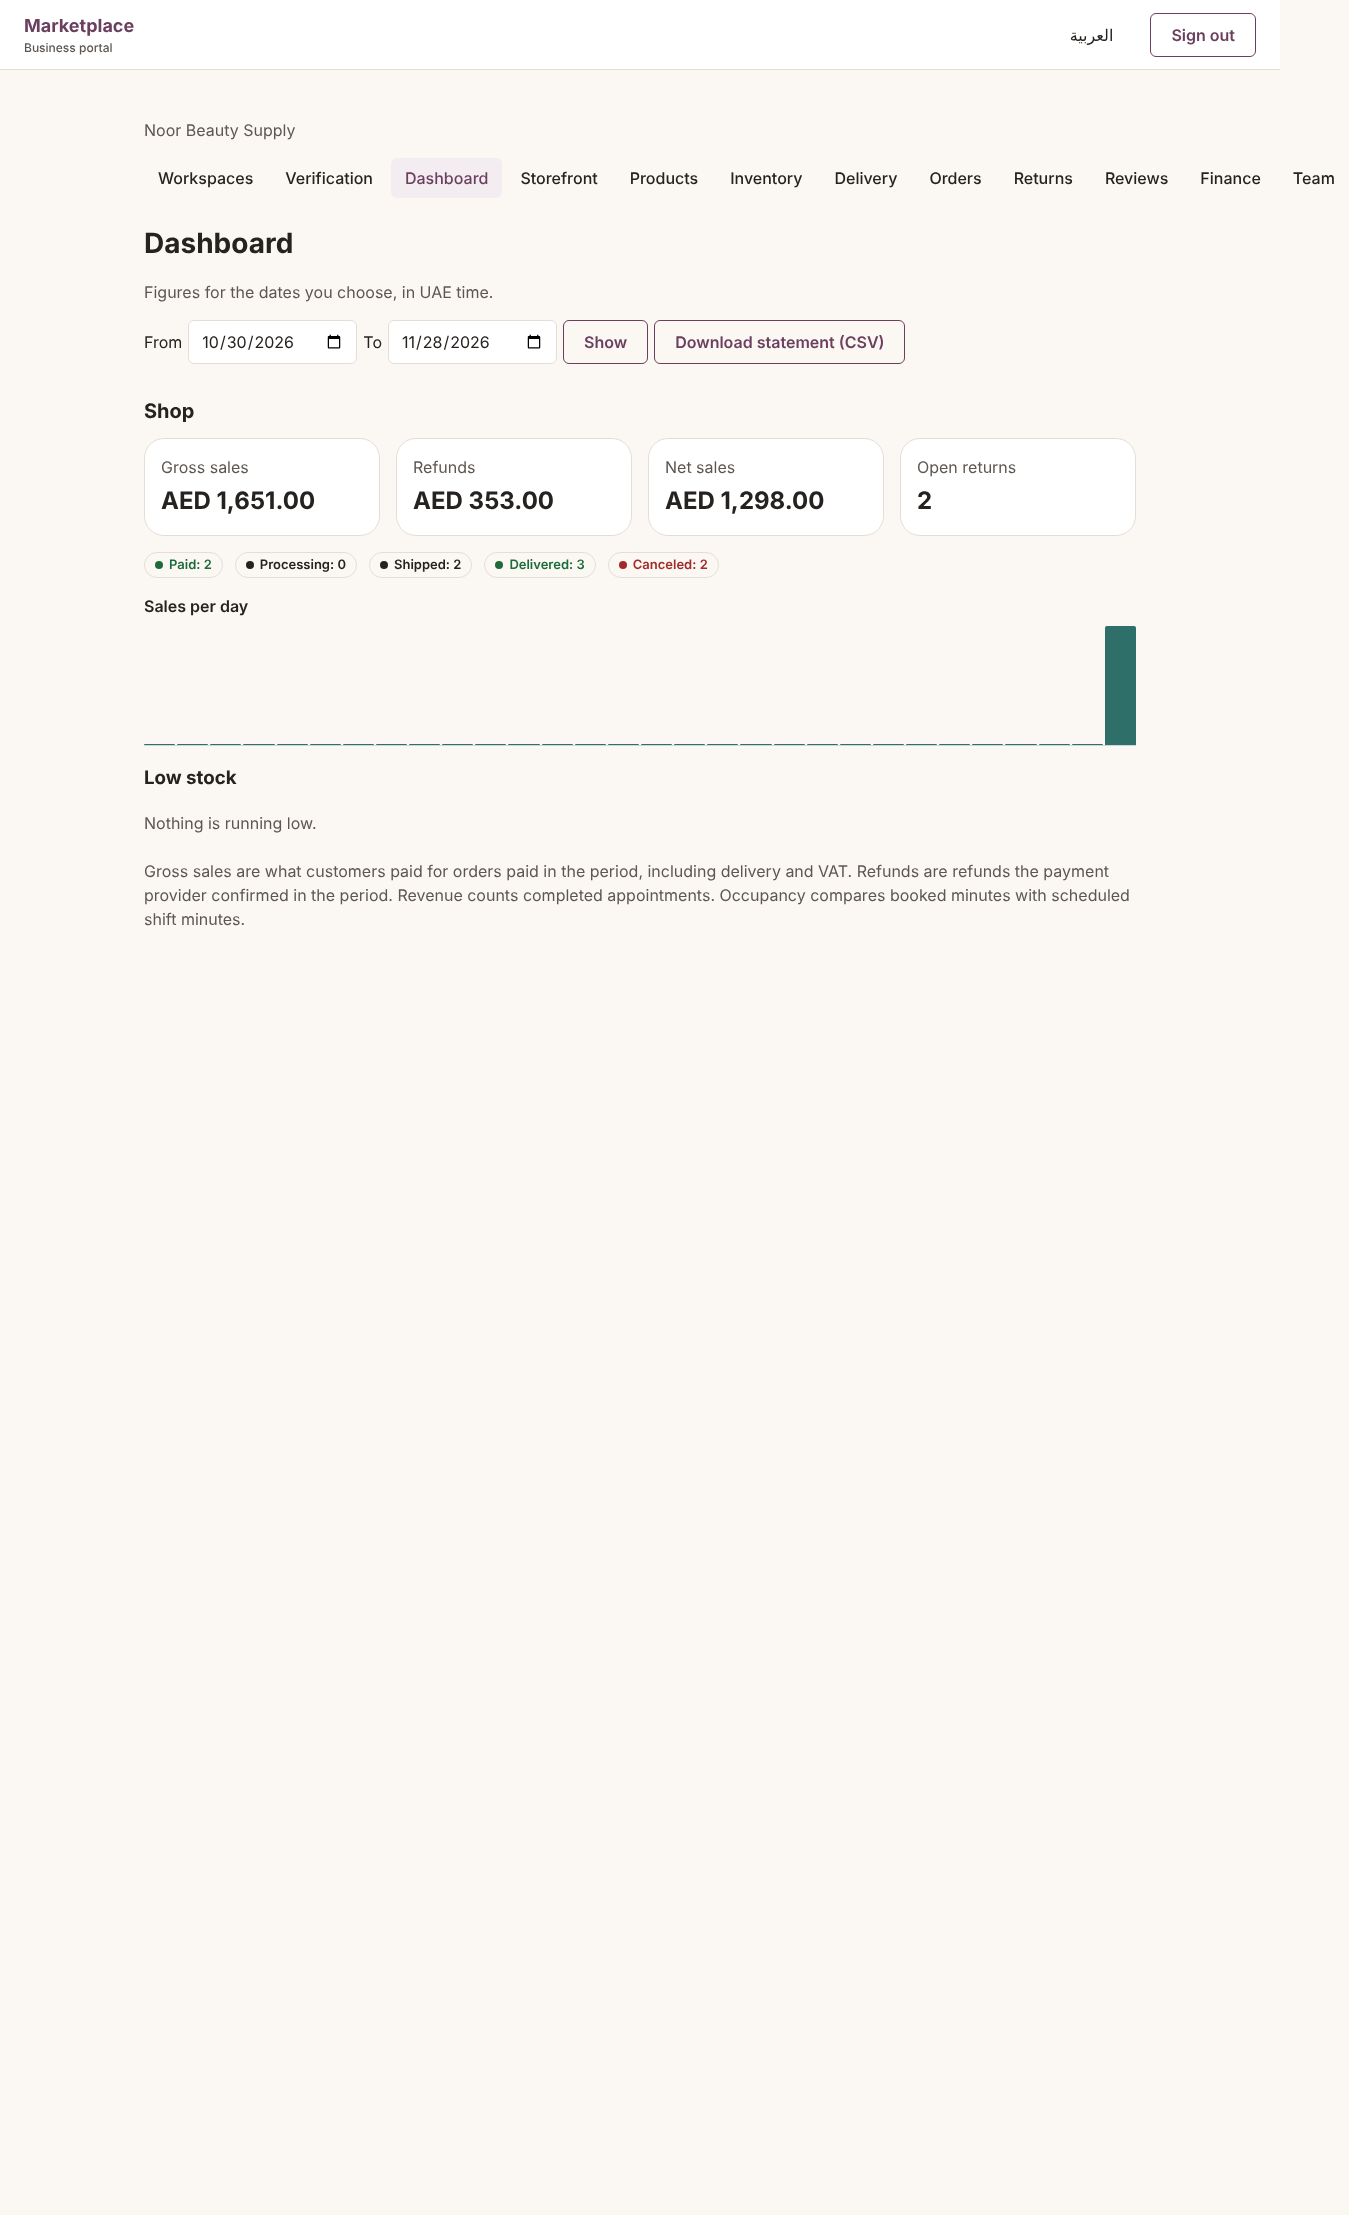 Marketplace
Business portal
العربية
Sign out
Noor Beauty Supply
Workspaces Verification Dashboard Storefront Products Inventory Delivery Orders Returns Reviews Finance Team
Dashboard
Figures for the dates you choose, in UAE time.
From 10/30/2026 To 11/28/2026 Show Download statement (CSV)
Shop
Gross sales
AED 1,651.00
Refunds
AED 353.00
Net sales
AED 1,298.00
Open returns
2
Paid: 2 Processing: 0 Shipped: 2 Delivered: 3 Canceled: 2
Sales per day
Low stock
Nothing is running low.
Gross sales are what customers paid for orders paid in the period, including delivery and VAT. Refunds are refunds the payment
provider confirmed in the period. Revenue counts completed appointments. Occupancy compares booked minutes with scheduled
shift minutes.